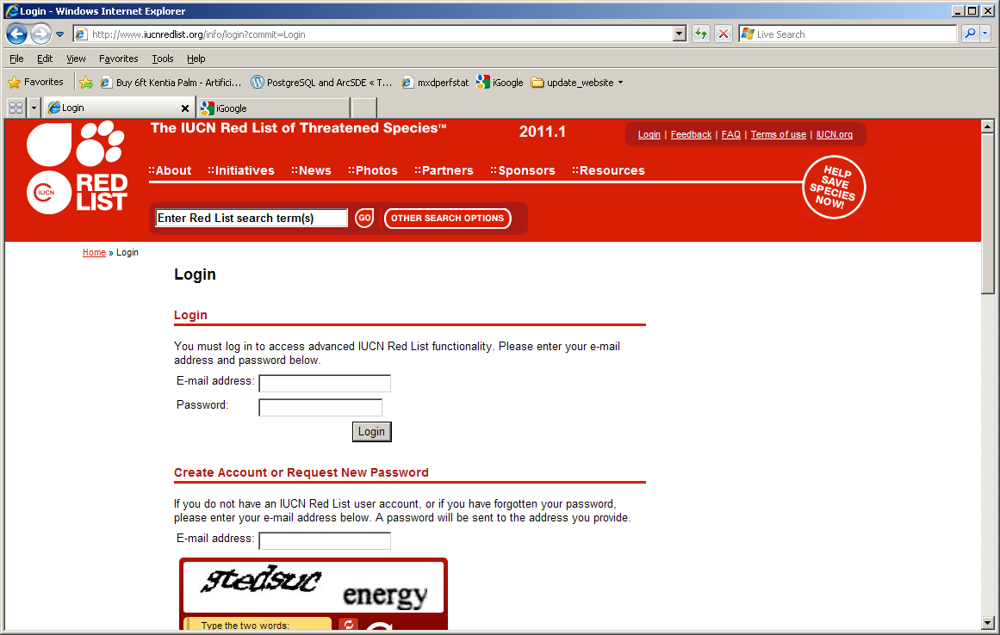 Login - Windows Internet Explorer
http://www.iucnredlist.org/info/login?commit=Login
Live Search
File Edit View Favorites Tools Help
Favorites Buy 6ft Kentia Palm - Artifici... PostgreSQL and ArcSDE « T... mxdperfstat iGoogle update_website
Login iGoogle
The IUCN Red List of Threatened Species™ 2011.1
Login | Feedback | FAQ | Terms of use | IUCN.org
IUCN
RED
LIST
::About ::Initiatives ::News ::Photos ::Partners ::Sponsors ::Resources
HELP
SAVE
SPECIES
NOW!
Enter Red List search term(s) GO OTHER SEARCH OPTIONS
Home » Login
Login
Login
You must log in to access advanced IUCN Red List functionality. Please enter your e-mail
address and password below.
E-mail address:
Password:
Login
Create Account or Request New Password
If you do not have an IUCN Red List user account, or if you have forgotten your password,
please enter your e-mail address below. A password will be sent to the address you provide.
E-mail address:
gtedsuc energy
Type the two words: